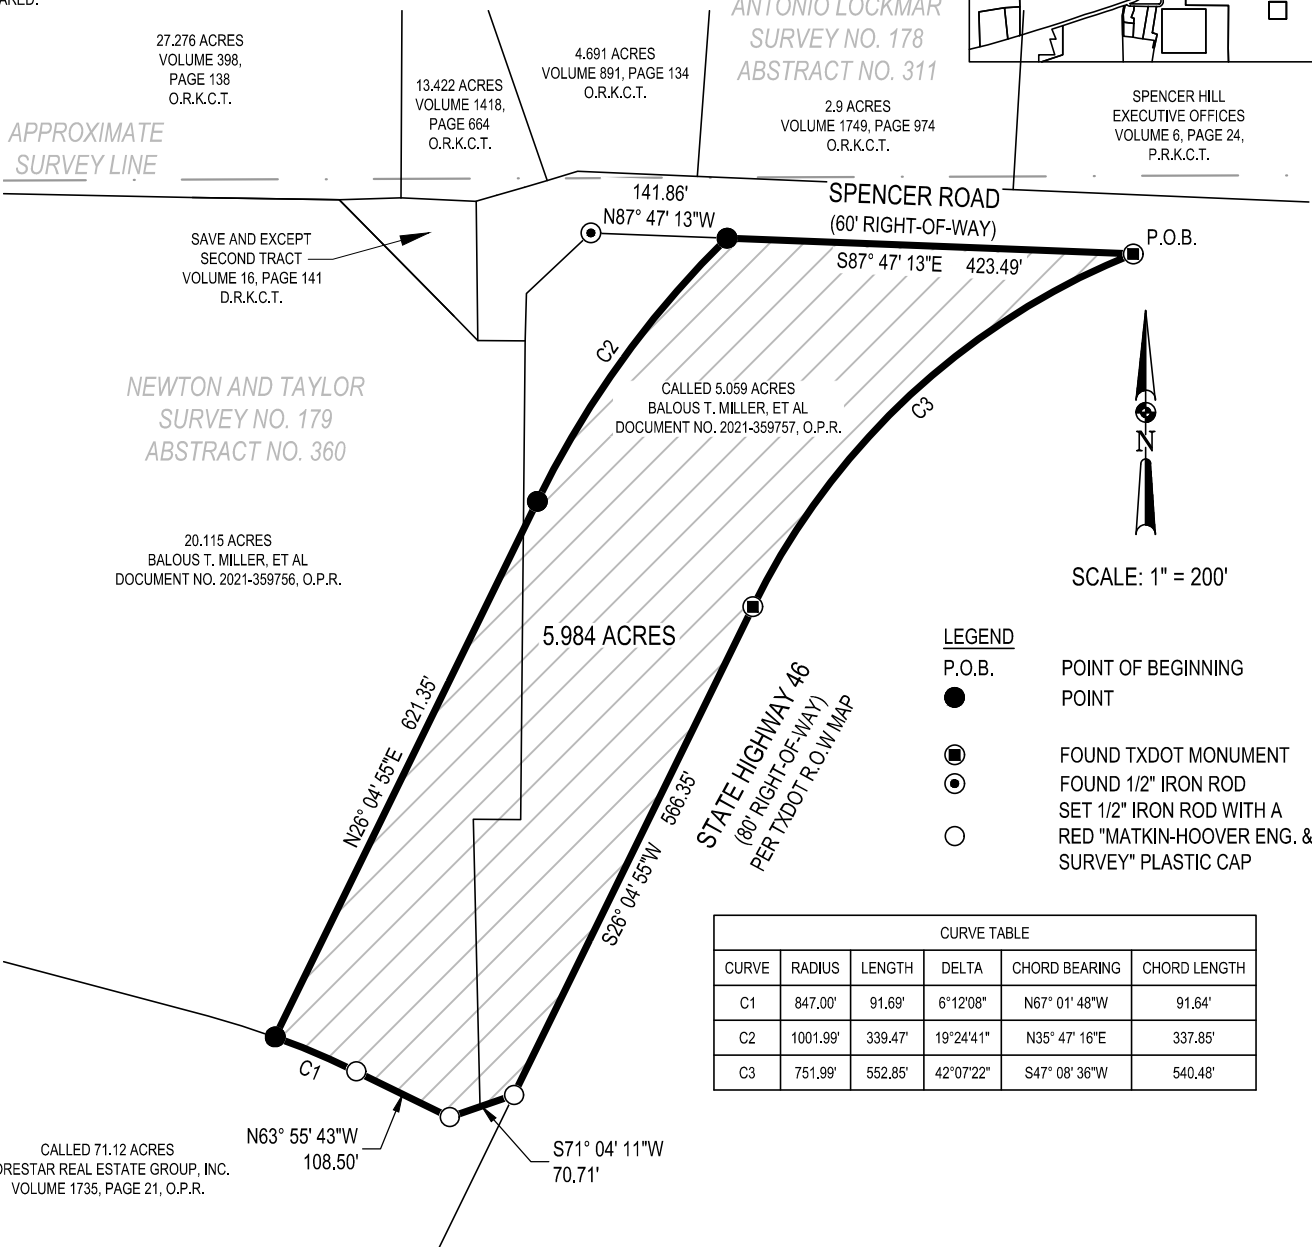 27.276 ACRES
VOLUME 398,
PAGE 138
O.R.K.C.T.
13.422 ACRES
VOLUME 1418,
PAGE 664
O.R.K.C.T.
4.691 ACRES
VOLUME 891, PAGE 134
O.R.K.C.T.
ANTONIO LOCKMAR
SURVEY NO. 178
ABSTRACT NO. 311
2.9 ACRES
VOLUME 1749, PAGE 974
O.R.K.C.T.
SPENCER HILL
EXECUTIVE OFFICES
VOLUME 6, PAGE 24,
P.R.K.C.T.
APPROXIMATE
SURVEY LINE
141.86'
N87° 47' 13"W
SPENCER ROAD
(60' RIGHT-OF-WAY)
S87° 47' 13"E 423.49'
P.O.B.
SAVE AND EXCEPT
SECOND TRACT
VOLUME 16, PAGE 141
D.R.K.C.T.
C2
C3
NEWTON AND TAYLOR
SURVEY NO. 179
ABSTRACT NO. 360
CALLED 5.059 ACRES
BALOUS T. MILLER, ET AL
DOCUMENT NO. 2021-359757, O.P.R.
N
SCALE: 1" = 200'
20.115 ACRES
BALOUS T. MILLER, ET AL
DOCUMENT NO. 2021-359756, O.P.R.
5.984 ACRES
N26° 04' 55"E 621.35'
S26° 04' 55"W 566.35'
STATE HIGHWAY 46
(80' RIGHT-OF-WAY)
PER TXDOT R.O.W MAP
LEGEND
P.O.B. POINT OF BEGINNING
POINT
FOUND TXDOT MONUMENT
FOUND 1/2" IRON ROD
SET 1/2" IRON ROD WITH A
RED "MATKIN-HOOVER ENG. &
SURVEY" PLASTIC CAP
CURVE TABLE
CURVE RADIUS LENGTH DELTA CHORD BEARING CHORD LENGTH
C1 847.00' 91.69' 6°12'08" N67° 01' 48"W 91.64'
C2 1001.99' 339.47' 19°24'41" N35° 47' 16"E 337.85'
C3 751.99' 552.85' 42°07'22" S47° 08' 36"W 540.48'
C1
N63° 55' 43"W
108.50'
S71° 04' 11"W
70.71'
CALLED 71.12 ACRES
ORESTAR REAL ESTATE GROUP, INC.
VOLUME 1735, PAGE 21, O.P.R.